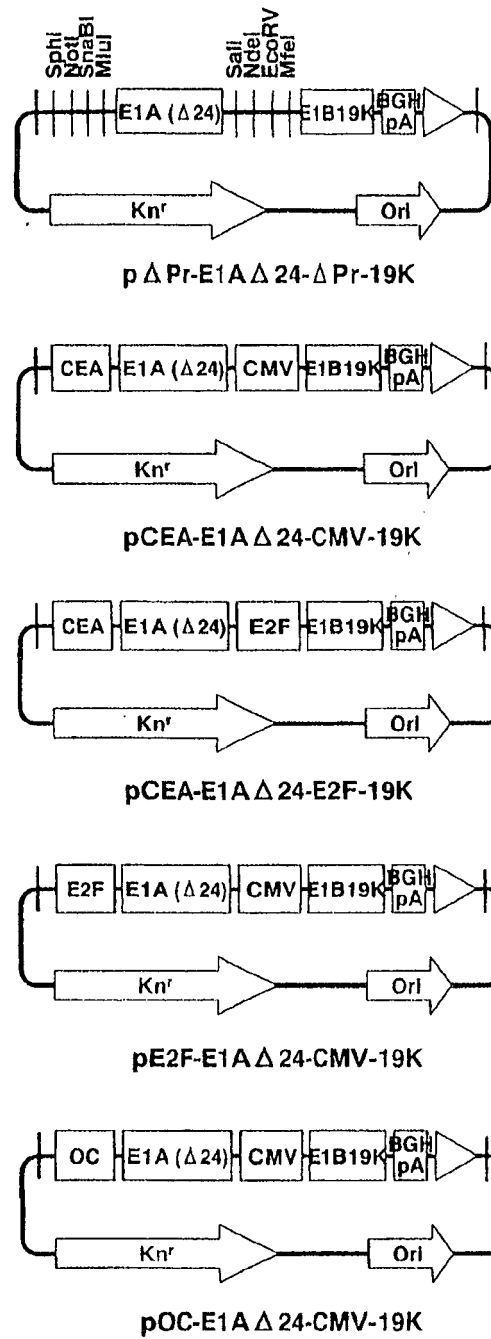 SphI NotI SnaBI MluI SalI NdeI EcoRV MfeI
E1A (Δ24) E1B19K BGH pA
Knʳ OrI
pΔPr-E1AΔ24-ΔPr-19K
CEA E1A (Δ24) CMV E1B19K BGH pA
Knʳ OrI
pCEA-E1AΔ24-CMV-19K
CEA E1A (Δ24) E2F E1B19K BGH pA
Knʳ OrI
pCEA-E1AΔ24-E2F-19K
E2F E1A (Δ24) CMV E1B19K BGH pA
Knʳ OrI
pE2F-E1AΔ24-CMV-19K
OC E1A (Δ24) CMV E1B19K BGH pA
Knʳ OrI
pOC-E1AΔ24-CMV-19K